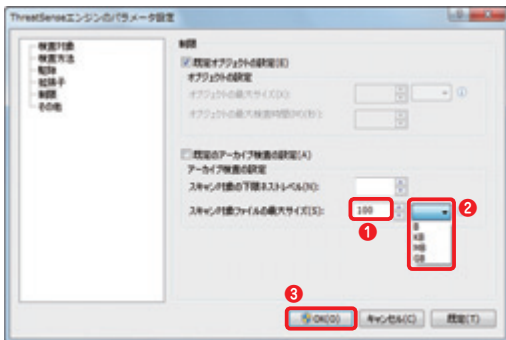 ThreatSenseエンジンのパラメータ設定
検査対象
検査方法
駆除
拡張子
制限
その他
制限
既定オブジェクトの設定(E)
オブジェクトの設定
オブジェクトの最大サイズ(X):
オブジェクトの最大検査時間(M)(秒):
既定のアーカイブ検査の設定(A)
アーカイブ検査の設定
スキャン対象の下限ネストレベル(N):
スキャン対象ファイルの最大サイズ(S): 100
B
KB
MB
GB
1
2
3
OK(O) キャンセル(C) 既定(T)